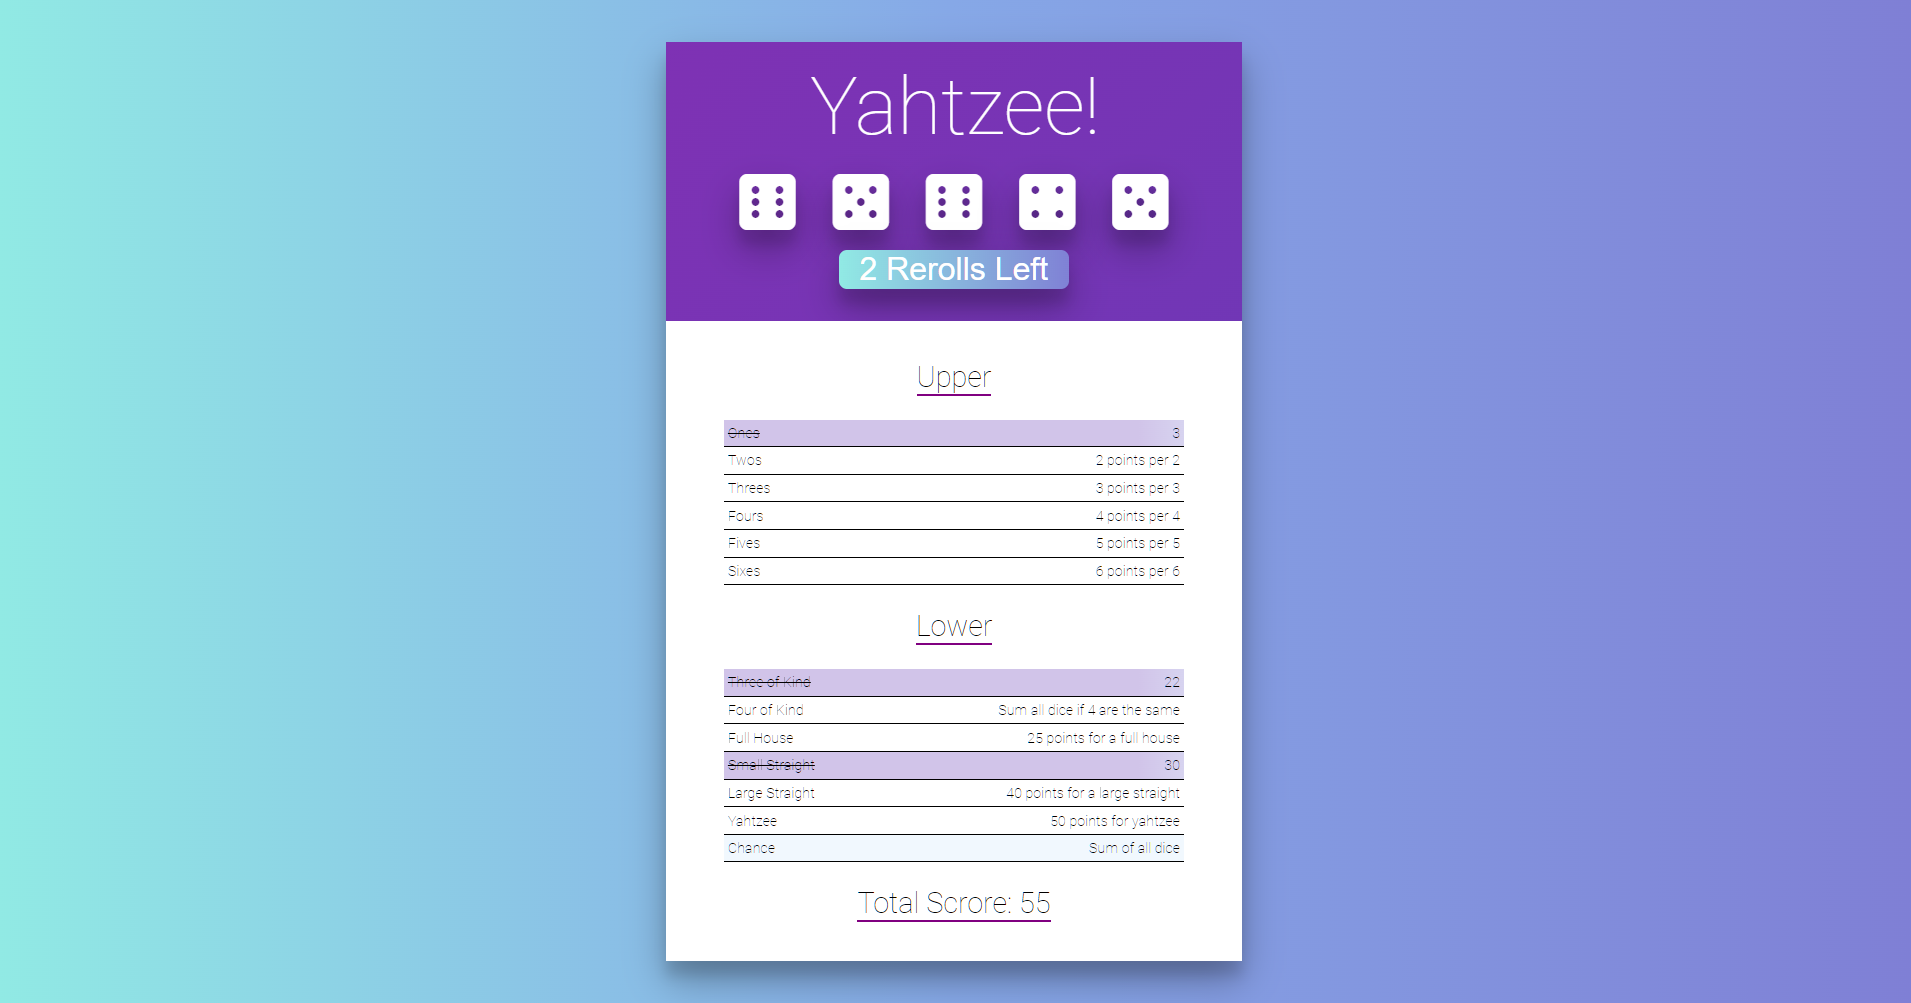 Yahtzee!
2 Rerolls Left
Upper
Ones 3
Twos 2 points per 2
Threes 3 points per 3
Fours 4 points per 4
Fives 5 points per 5
Sixes 6 points per 6
Lower
Three of Kind 22
Four of Kind Sum all dice if 4 are the same
Full House 25 points for a full house
Small Straight 30
Large Straight 40 points for a large straight
Yahtzee 50 points for yahtzee
Chance Sum of all dice
Total Scrore: 55